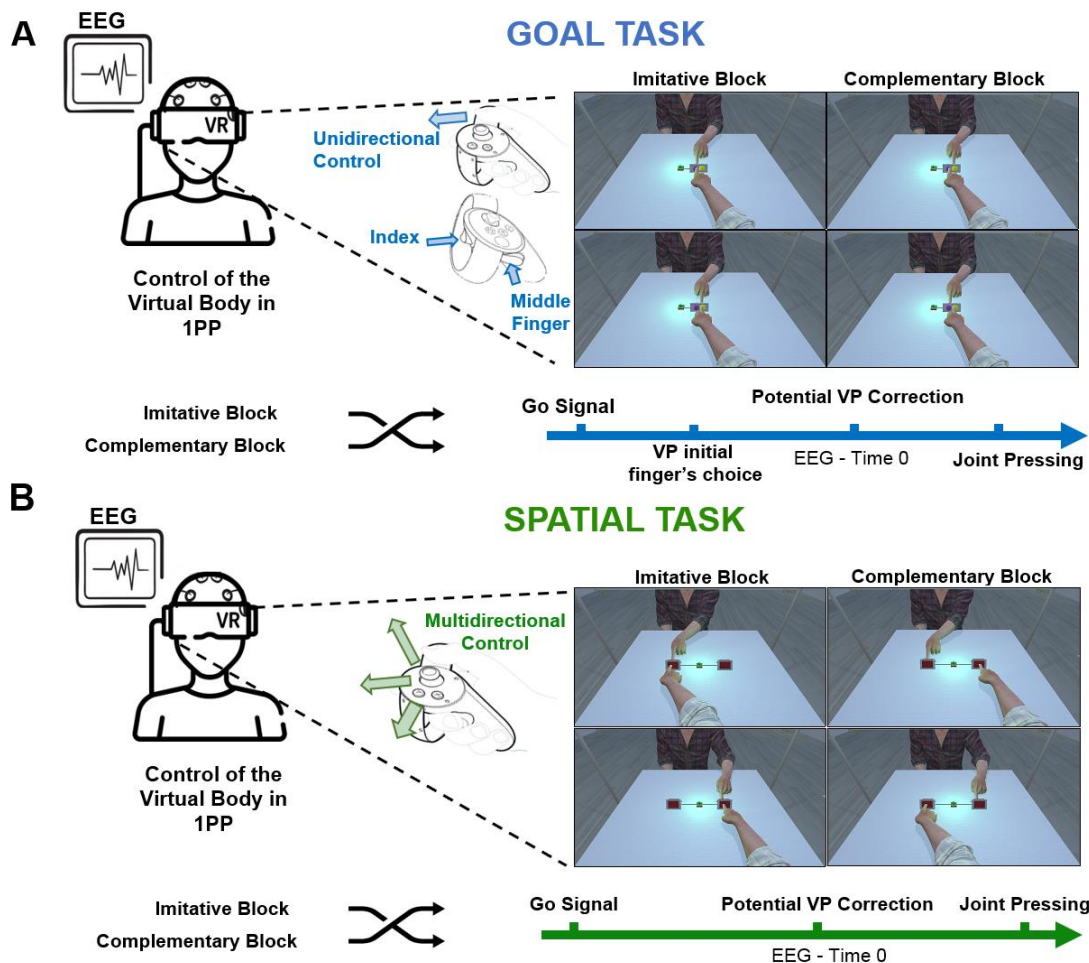 A
EEG
GOAL TASK
VR
Control of the
Virtual Body in
1PP
Unidirectional
Control
Index
Middle
Finger
Imitative Block
Complementary Block
Imitative Block
Complementary Block
Go Signal
Potential VP Correction
VP initial
finger's choice
EEG - Time 0
Joint Pressing
B
EEG
SPATIAL TASK
VR
Control of the
Virtual Body in
1PP
Multidirectional
Control
Imitative Block
Complementary Block
Imitative Block
Complementary Block
Go Signal
Potential VP Correction
Joint Pressing
EEG - Time 0